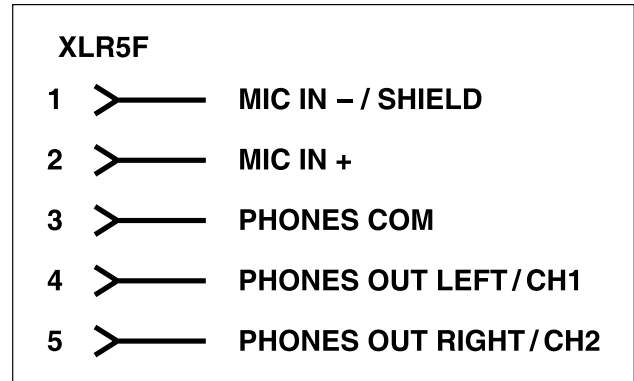 XLR5F
1 MIC IN – / SHIELD
2 MIC IN +
3 PHONES COM
4 PHONES OUT LEFT / CH1
5 PHONES OUT RIGHT / CH2